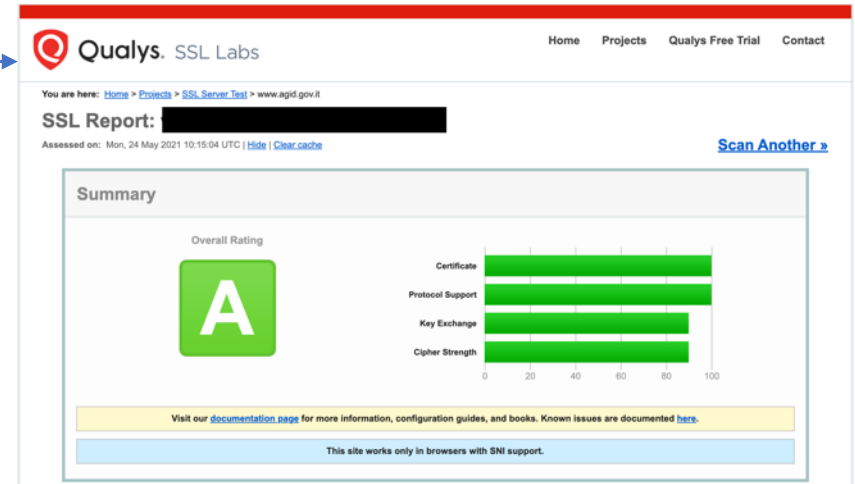 Qualys. SSL Labs
Home Projects Qualys Free Trial Contact
You are here: Home > Projects > SSL Server Test > www.agid.gov.it
SSL Report:
Assessed on: Mon, 24 May 2021 10:15:04 UTC | Hide | Clear cache
Scan Another »
Summary
Overall Rating
A
Certificate
Protocol Support
Key Exchange
Cipher Strength
0 20 40 60 80 100
Visit our documentation page for more information, configuration guides, and books. Known issues are documented here.
This site works only in browsers with SNI support.